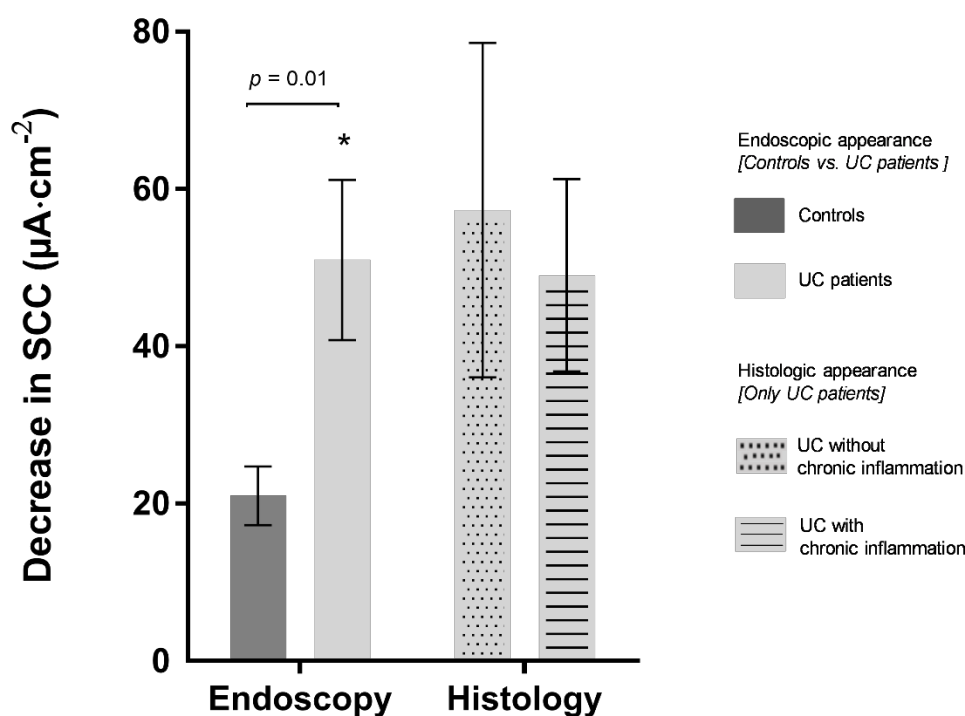 80
60
40
20
0
Decrease in SCC (µA·cm⁻²)
p = 0.01
*
Endoscopy
Histology
Endoscopic appearance
[Controls vs. UC patients ]
Controls
UC patients
Histologic appearance
[Only UC patients]
UC without
chronic inflammation
UC with
chronic inflammation